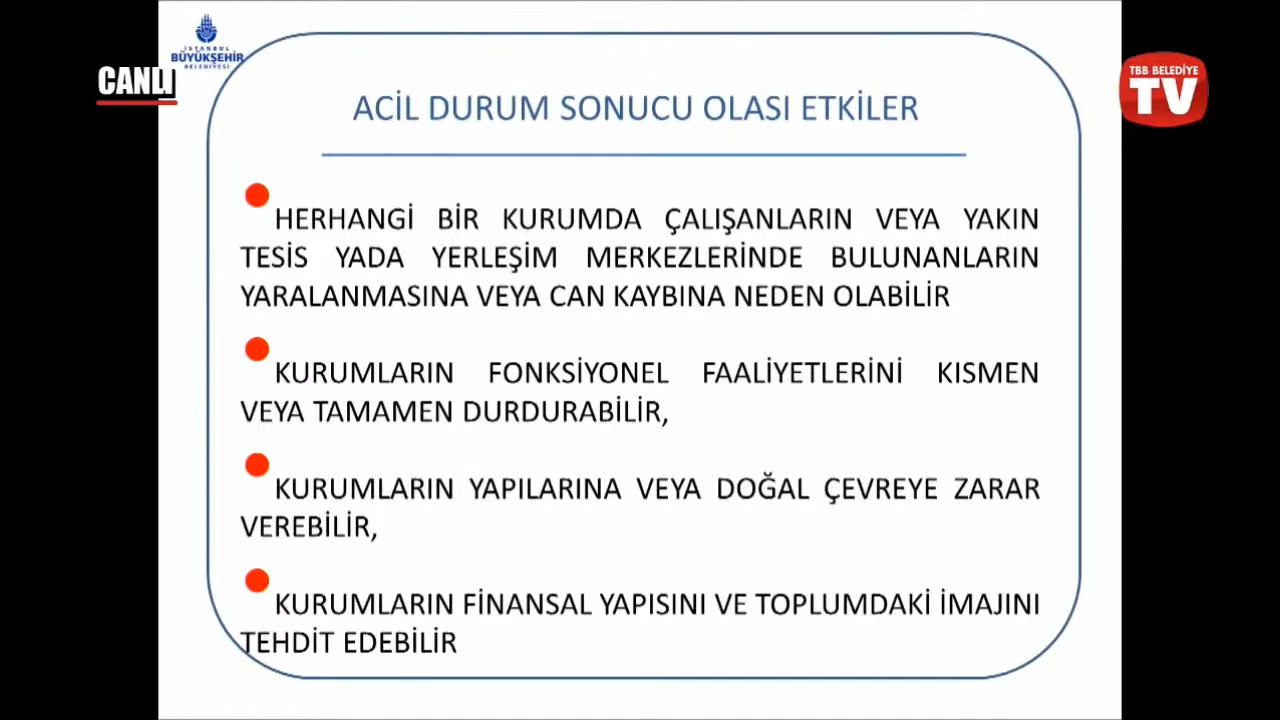 İSTANBUL
BÜYÜKŞEHİR
BELEDİYESİ
CANLI
TBB BELEDİYE
TV
ACİL DURUM SONUCU OLASI ETKİLER
HERHANGİ BİR KURUMDA ÇALIŞANLARIN VEYA YAKIN
TESİS YADA YERLEŞİM MERKEZLERİNDE BULUNANLARIN
YARALANMASINA VEYA CAN KAYBINA NEDEN OLABİLİR
KURUMLARIN FONKSİYONEL FAALİYETLERİNİ KISMEN
VEYA TAMAMEN DURDURABİLİR,
KURUMLARIN YAPILARINA VEYA DOĞAL ÇEVREYE ZARAR
VEREBİLİR,
KURUMLARIN FİNANSAL YAPISINI VE TOPLUMDAKİ İMAJINI
TEHDİT EDEBİLİR